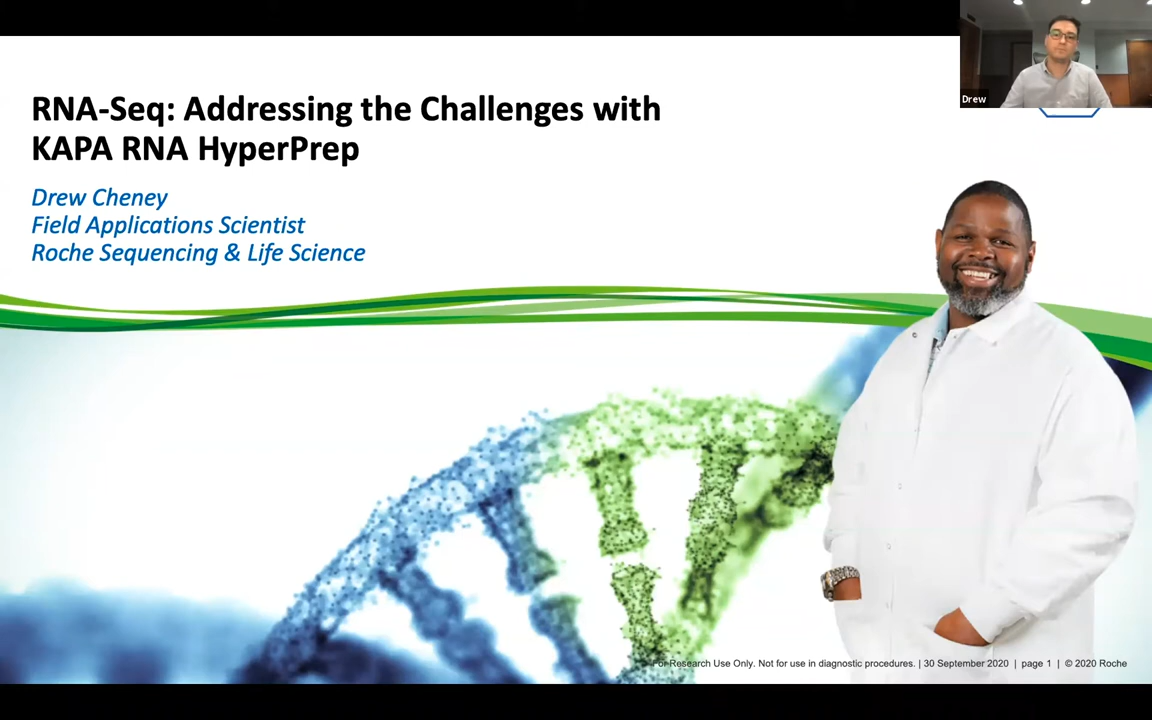 Drew
RNA-Seq: Addressing the Challenges with
KAPA RNA HyperPrep
Drew Cheney
Field Applications Scientist
Roche Sequencing & Life Science
For Research Use Only. Not for use in diagnostic procedures. | 30 September 2020 | page 1 | © 2020 Roche